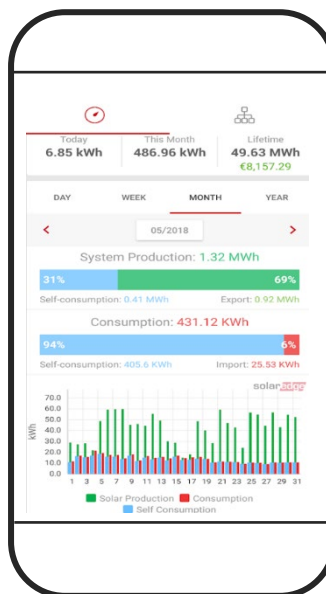 Today This Month Lifetime
6.85 kWh 486.96 kWh 49.63 MWh
€8,157.29
DAY WEEK MONTH YEAR
< 05/2018 >
System Production: 1.32 MWh
31% 69%
Self-consumption: 0.41 MWh Export: 0.92 MWh
Consumption: 431.12 KWh
94% 6%
Self-consumption: 405.6 KWh Import: 25.53 KWh
solaredge
kWh
70.0
60.0
50.0
40.0
30.0
20.0
10.0
0.0
1 3 5 7 9 11 13 15 17 19 21 23 25 27 29 31
Solar Production Consumption
Self Consumption